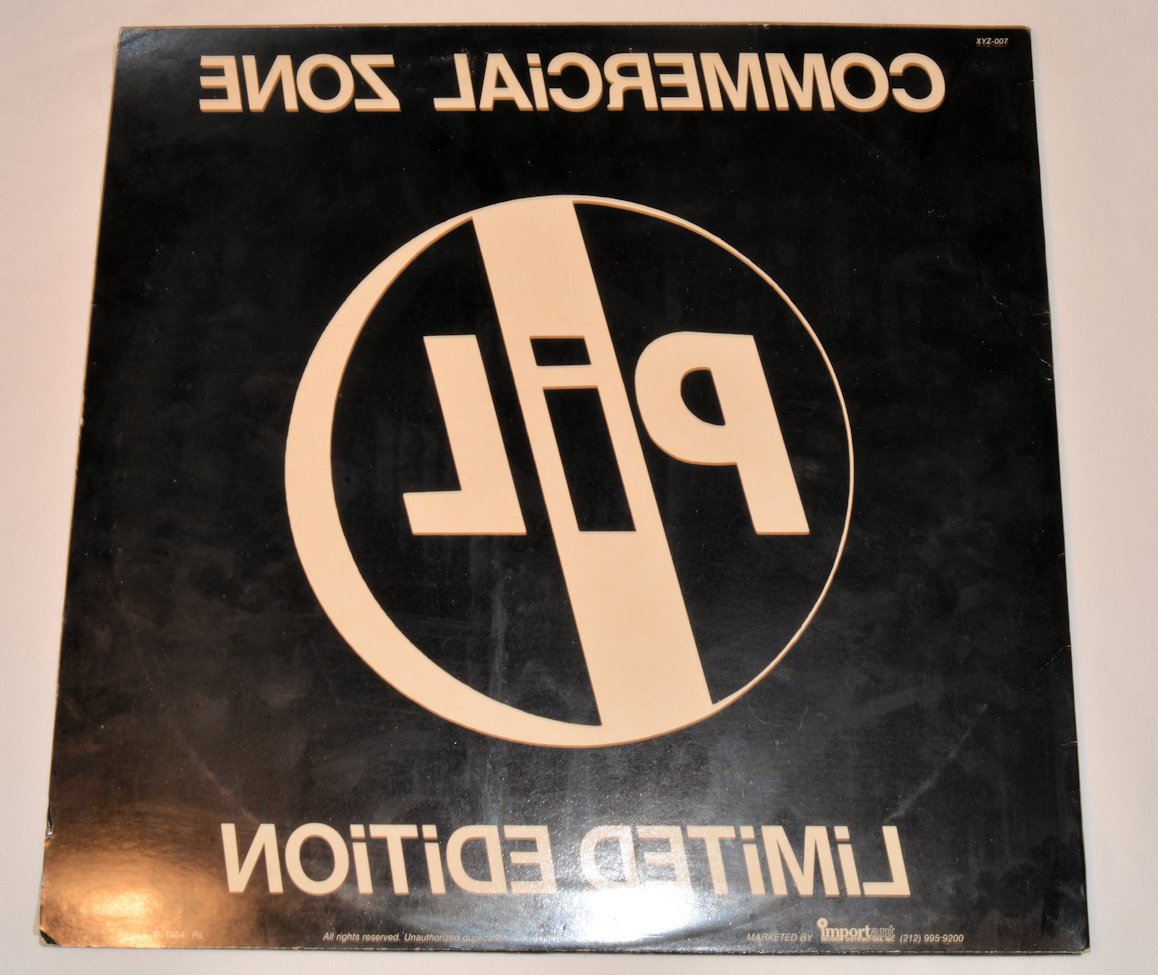 XYZ-007
COMMERCiAL ZONE
PiL
LiMiTED EDiTiON
© 1984 PiL
All rights reserved. Unauthorized duplication
MARKETED BY important (212) 995-9200